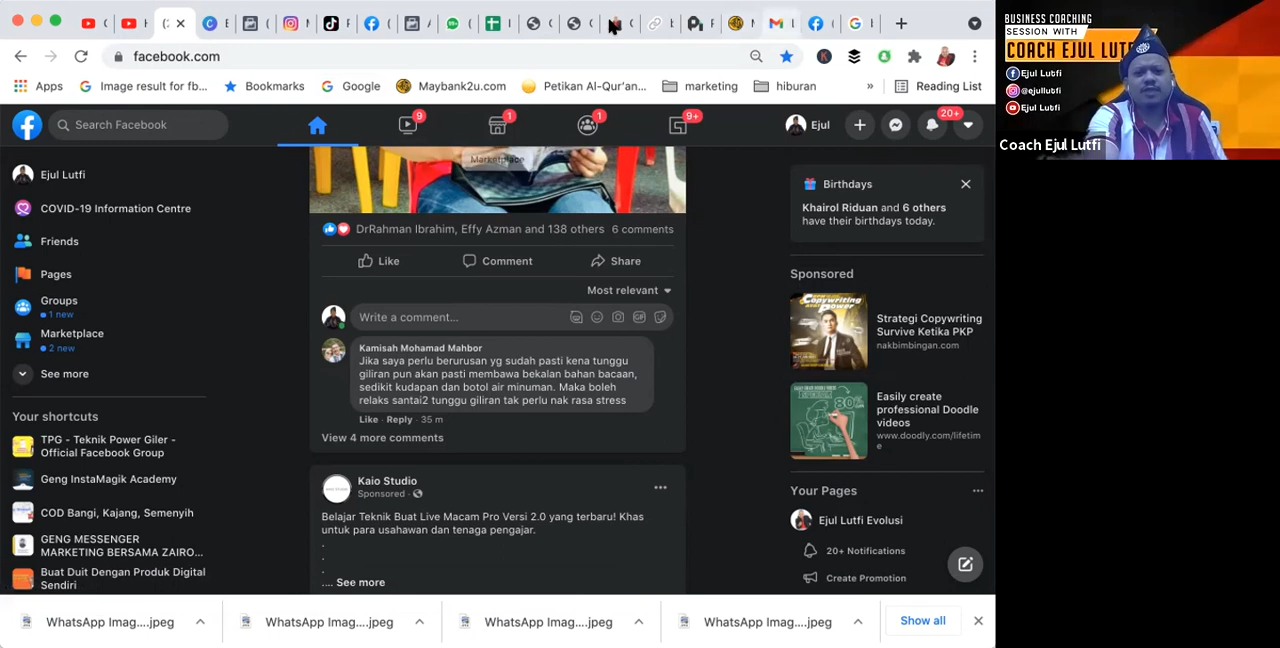 facebook.com
Apps
Image result for fb...
Bookmarks
Google
Maybank2u.com
Petikan Al-Qur'an...
marketing
hiburan
»
Reading List
Search Facebook
9
1
1
9+
Ejul
20+
Ejul Lutfi
COVID-19 Information Centre
Friends
Pages
Groups
1 new
Marketplace
2 new
See more
Your shortcuts
TPG - Teknik Power Giler -
Official Facebook Group
Geng InstaMagik Academy
COD Bangi, Kajang, Semenyih
GENG MESSENGER
MARKETING BERSAMA ZAIRO...
Buat Duit Dengan Produk Digital
Sendiri
Marketplace
DrRahman Ibrahim, Effy Azman and 138 others
6 comments
Like
Comment
Share
Most relevant
Write a comment...
Kamisah Mohamad Mahbor
Jika saya perlu berurusan yg sudah pasti kena tunggu
giliran pun akan pasti membawa bekalan bahan bacaan,
sedikit kudapan dan botol air minuman. Maka boleh
relaks santai2 tunggu giliran tak perlu nak rasa stress
Like · Reply · 35 m
View 4 more comments
Kaio Studio
Sponsored ·
Belajar Teknik Buat Live Macam Pro Versi 2.0 yang terbaru! Khas
untuk para usahawan dan tenaga pengajar.
.
.
.
.... See more
Birthdays
Khairol Riduan and 6 others
have their birthdays today.
Sponsored
Strategi Copywriting
Survive Ketika PKP
nakbimbingan.com
80%
Easily create
professional Doodle
videos
www.doodly.com/lifetim
e
Your Pages
Ejul Lutfi Evolusi
20+ Notifications
Create Promotion
WhatsApp Imag....jpeg
WhatsApp Imag....jpeg
WhatsApp Imag....jpeg
WhatsApp Imag....jpeg
Show all
BUSINESS COACHING
SESSION WITH
COACH EJUL LUTF
Ejul Lutfi
@ejullutfi
Ejul Lutfi
Coach Ejul Lutfi